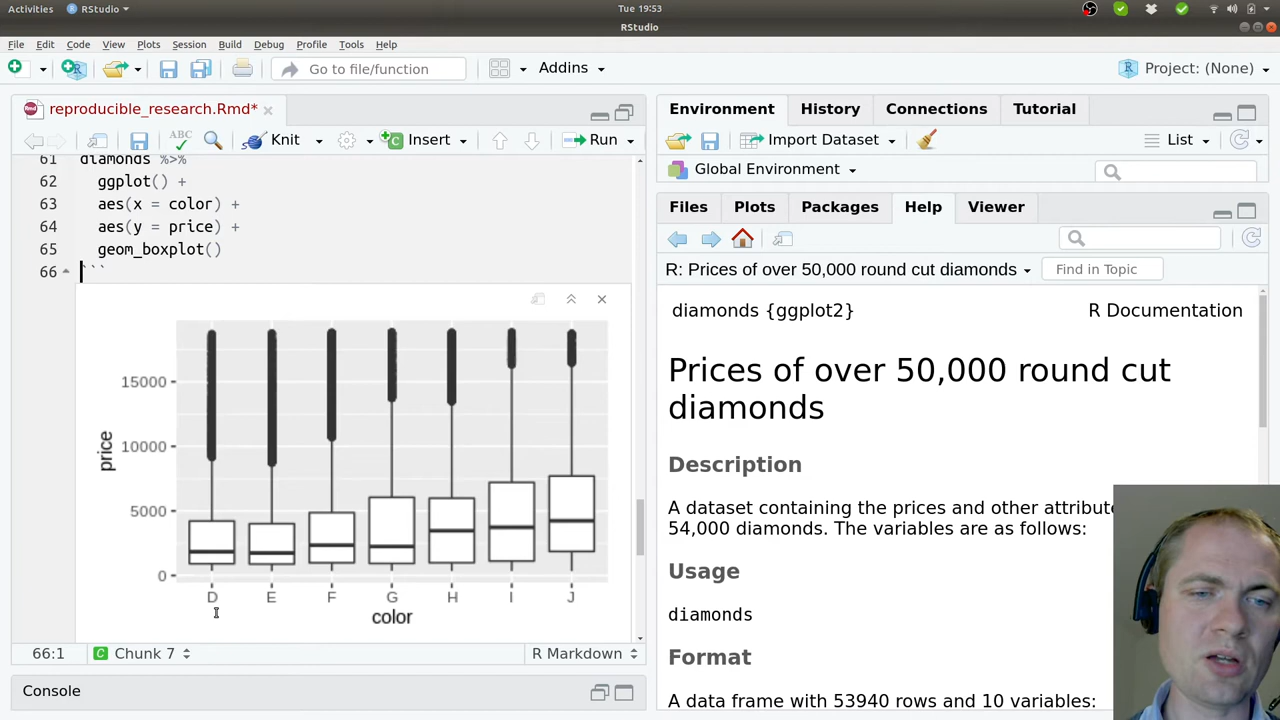 Activities RStudio Tue 19:53
RStudio
File Edit Code View Plots Session Build Debug Profile Tools Help
Go to file/function Addins Project: (None)
reproducible_research.Rmd*
Knit Insert Run
61 diamonds %>%
62 ggplot() +
63 aes(x = color) +
64 aes(y = price) +
65 geom_boxplot()
66 ```
15000
10000
5000
0
price
D E F G H I J
color
66:1 Chunk 7 R Markdown
Console
Environment History Connections Tutorial
Import Dataset List
Global Environment
Files Plots Packages Help Viewer
R: Prices of over 50,000 round cut diamonds Find in Topic
diamonds {ggplot2} R Documentation
Prices of over 50,000 round cut
diamonds
Description
A dataset containing the prices and other attribute
54,000 diamonds. The variables are as follows:
Usage
diamonds
Format
A data frame with 53940 rows and 10 variables: